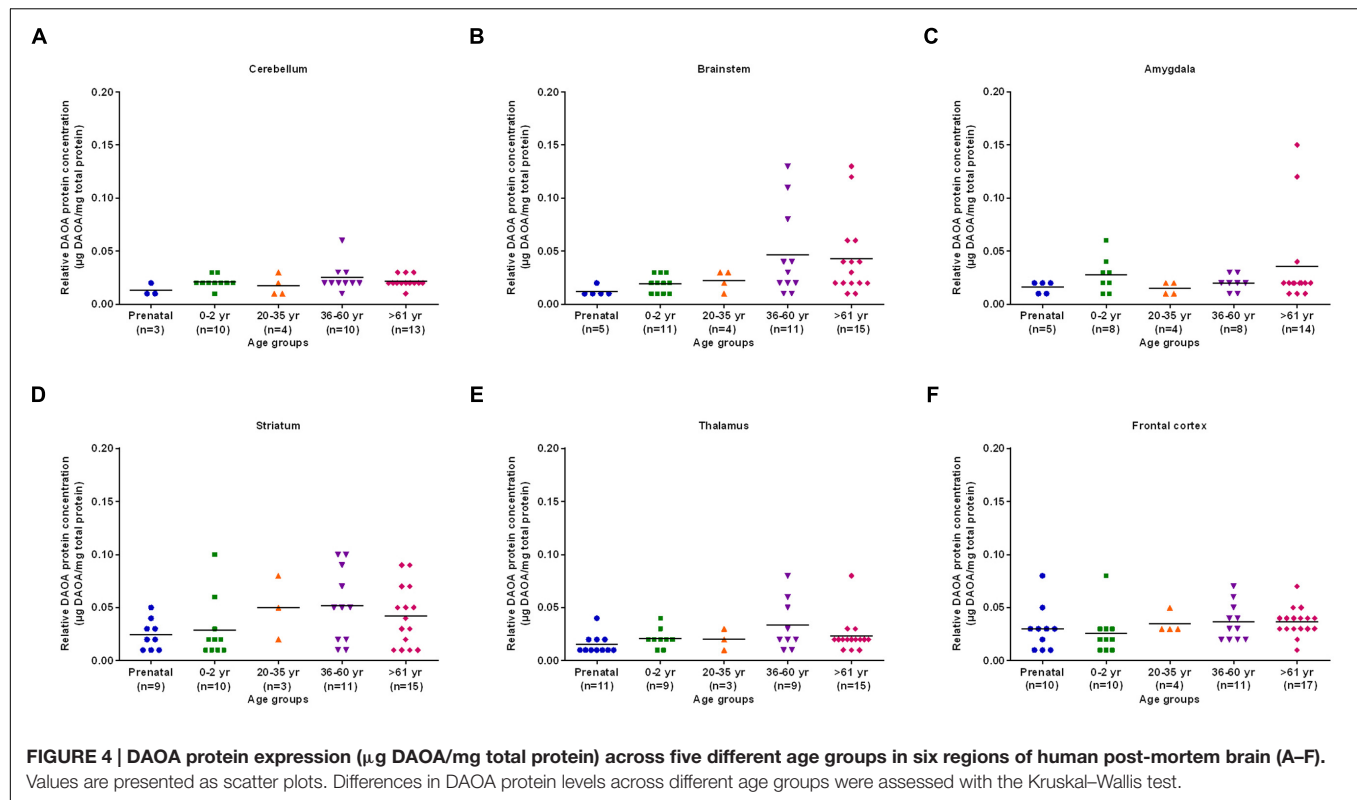 A
Cerebellum
Relative DAOA protein concentration
(µg DAOA/mg total protein)
0.20
0.15
0.10
0.05
0.00
Prenatal 0-2 yr 20-35 yr 36-60 yr >61 yr
(n=3) (n=10) (n=4) (n=10) (n=13)
Age groups
B
Brainstem
Relative DAOA protein concentration
(µg DAOA/mg total protein)
0.20
0.15
0.10
0.05
0.00
Prenatal 0-2 yr 20-35 yr 36-60 yr >61 yr
(n=5) (n=11) (n=4) (n=11) (n=15)
Age groups
C
Amygdala
Relative DAOA protein concentration
(µg DAOA/mg total protein)
0.20
0.15
0.10
0.05
0.00
Prenatal 0-2 yr 20-35 yr 36-60 yr >61 yr
(n=5) (n=8) (n=4) (n=8) (n=14)
Age groups
D
Striatum
Relative DAOA protein concentration
(µg DAOA/mg total protein)
0.20
0.15
0.10
0.05
0.00
Prenatal 0-2 yr 20-35 yr 36-60 yr >61 yr
(n=9) (n=10) (n=3) (n=11) (n=15)
Age groups
E
Thalamus
Relative DAOA protein concentration
(µg DAOA/mg total protein)
0.20
0.15
0.10
0.05
0.00
Prenatal 0-2 yr 20-35 yr 36-60 yr >61 yr
(n=11) (n=9) (n=3) (n=9) (n=15)
Age groups
F
Frontal cortex
Relative DAOA protein concentration
(µg DAOA/mg total protein)
0.20
0.15
0.10
0.05
0.00
Prenatal 0-2 yr 20-35 yr 36-60 yr >61 yr
(n=10) (n=10) (n=4) (n=11) (n=17)
Age groups
FIGURE 4 | DAOA protein expression (µg DAOA/mg total protein) across five different age groups in six regions of human post-mortem brain (A–F).
Values are presented as scatter plots. Differences in DAOA protein levels across different age groups were assessed with the Kruskal–Wallis test.